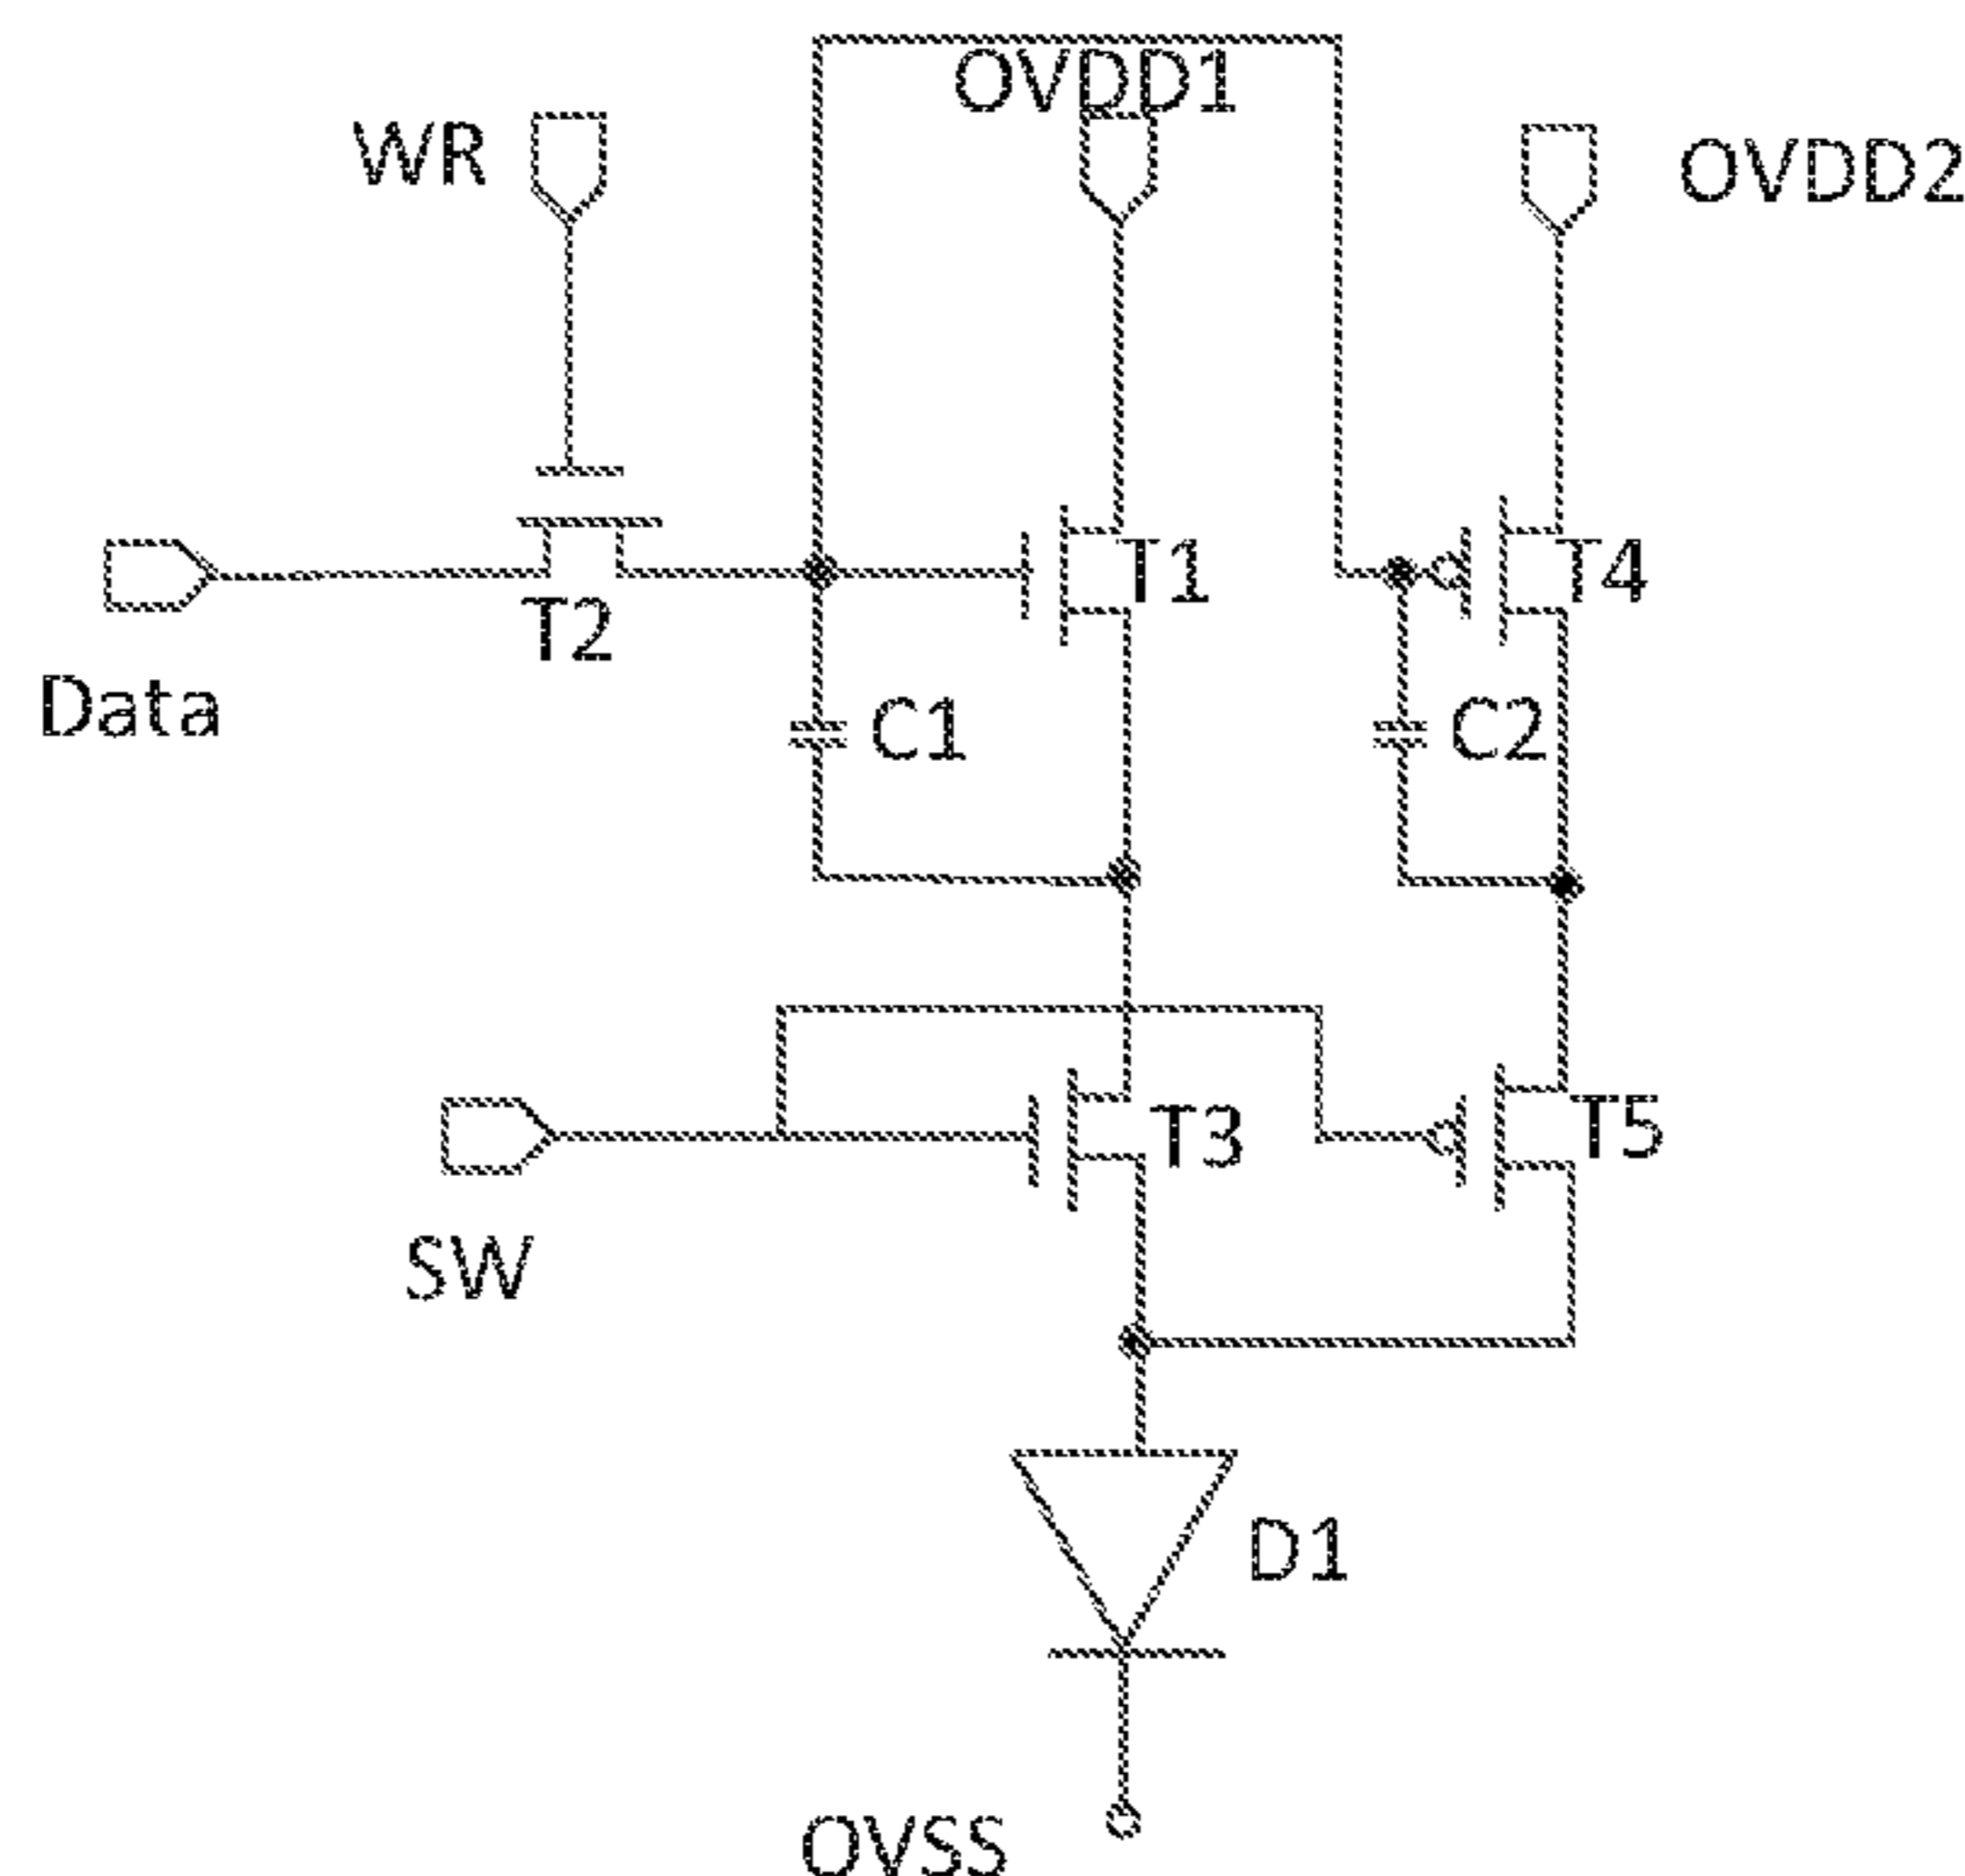 OVDD1
WR
OVDD2
T1
T4
T2
Data
C1
C2
T3
T5
SW
D1
OVSS